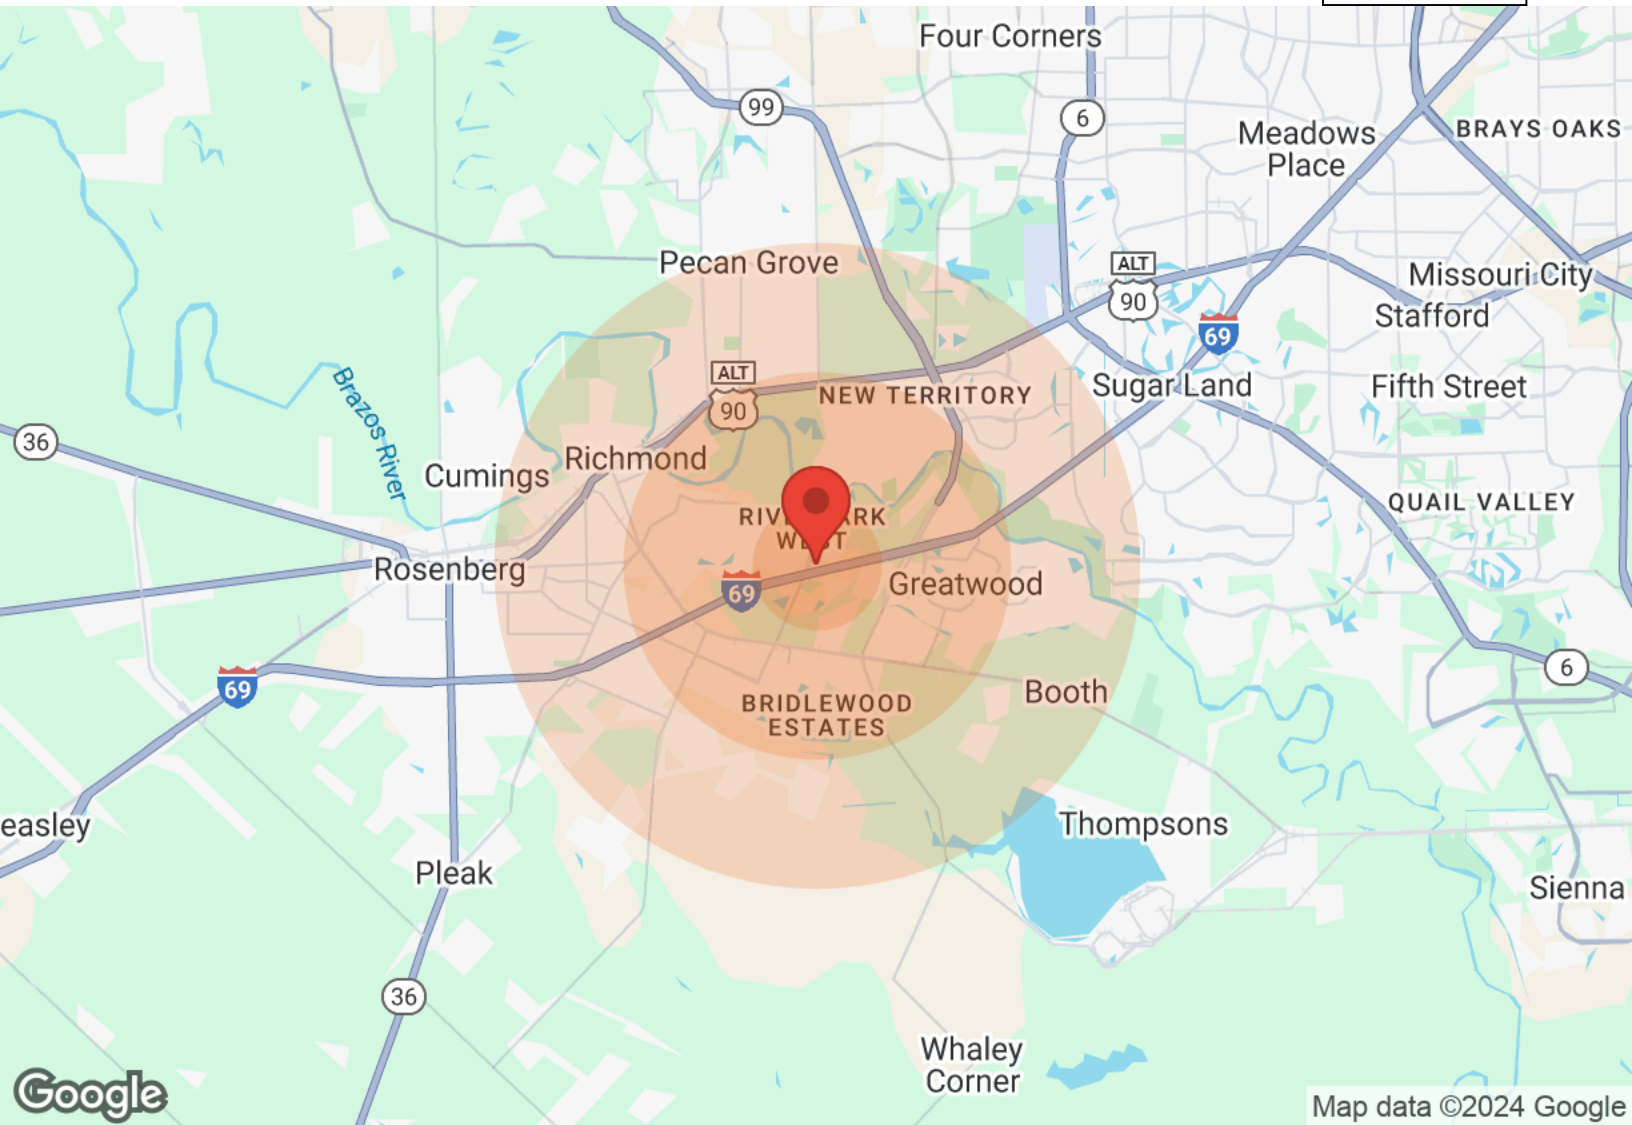 Four Corners
99
6
Meadows
Place
BRAYS OAKS
Pecan Grove
ALT
90
Missouri City
Stafford
69
ALT
90
NEW TERRITORY
Sugar Land
Fifth Street
Brazos River
36
Cumings
Richmond
QUAIL VALLEY
WEST
Rosenberg
69
Greatwood
69
6
Booth
BRIDLEWOOD
ESTATES
easley
Thompsons
Pleak
Sienna
36
Whaley
Corner
Google
Map data ©2024 Google